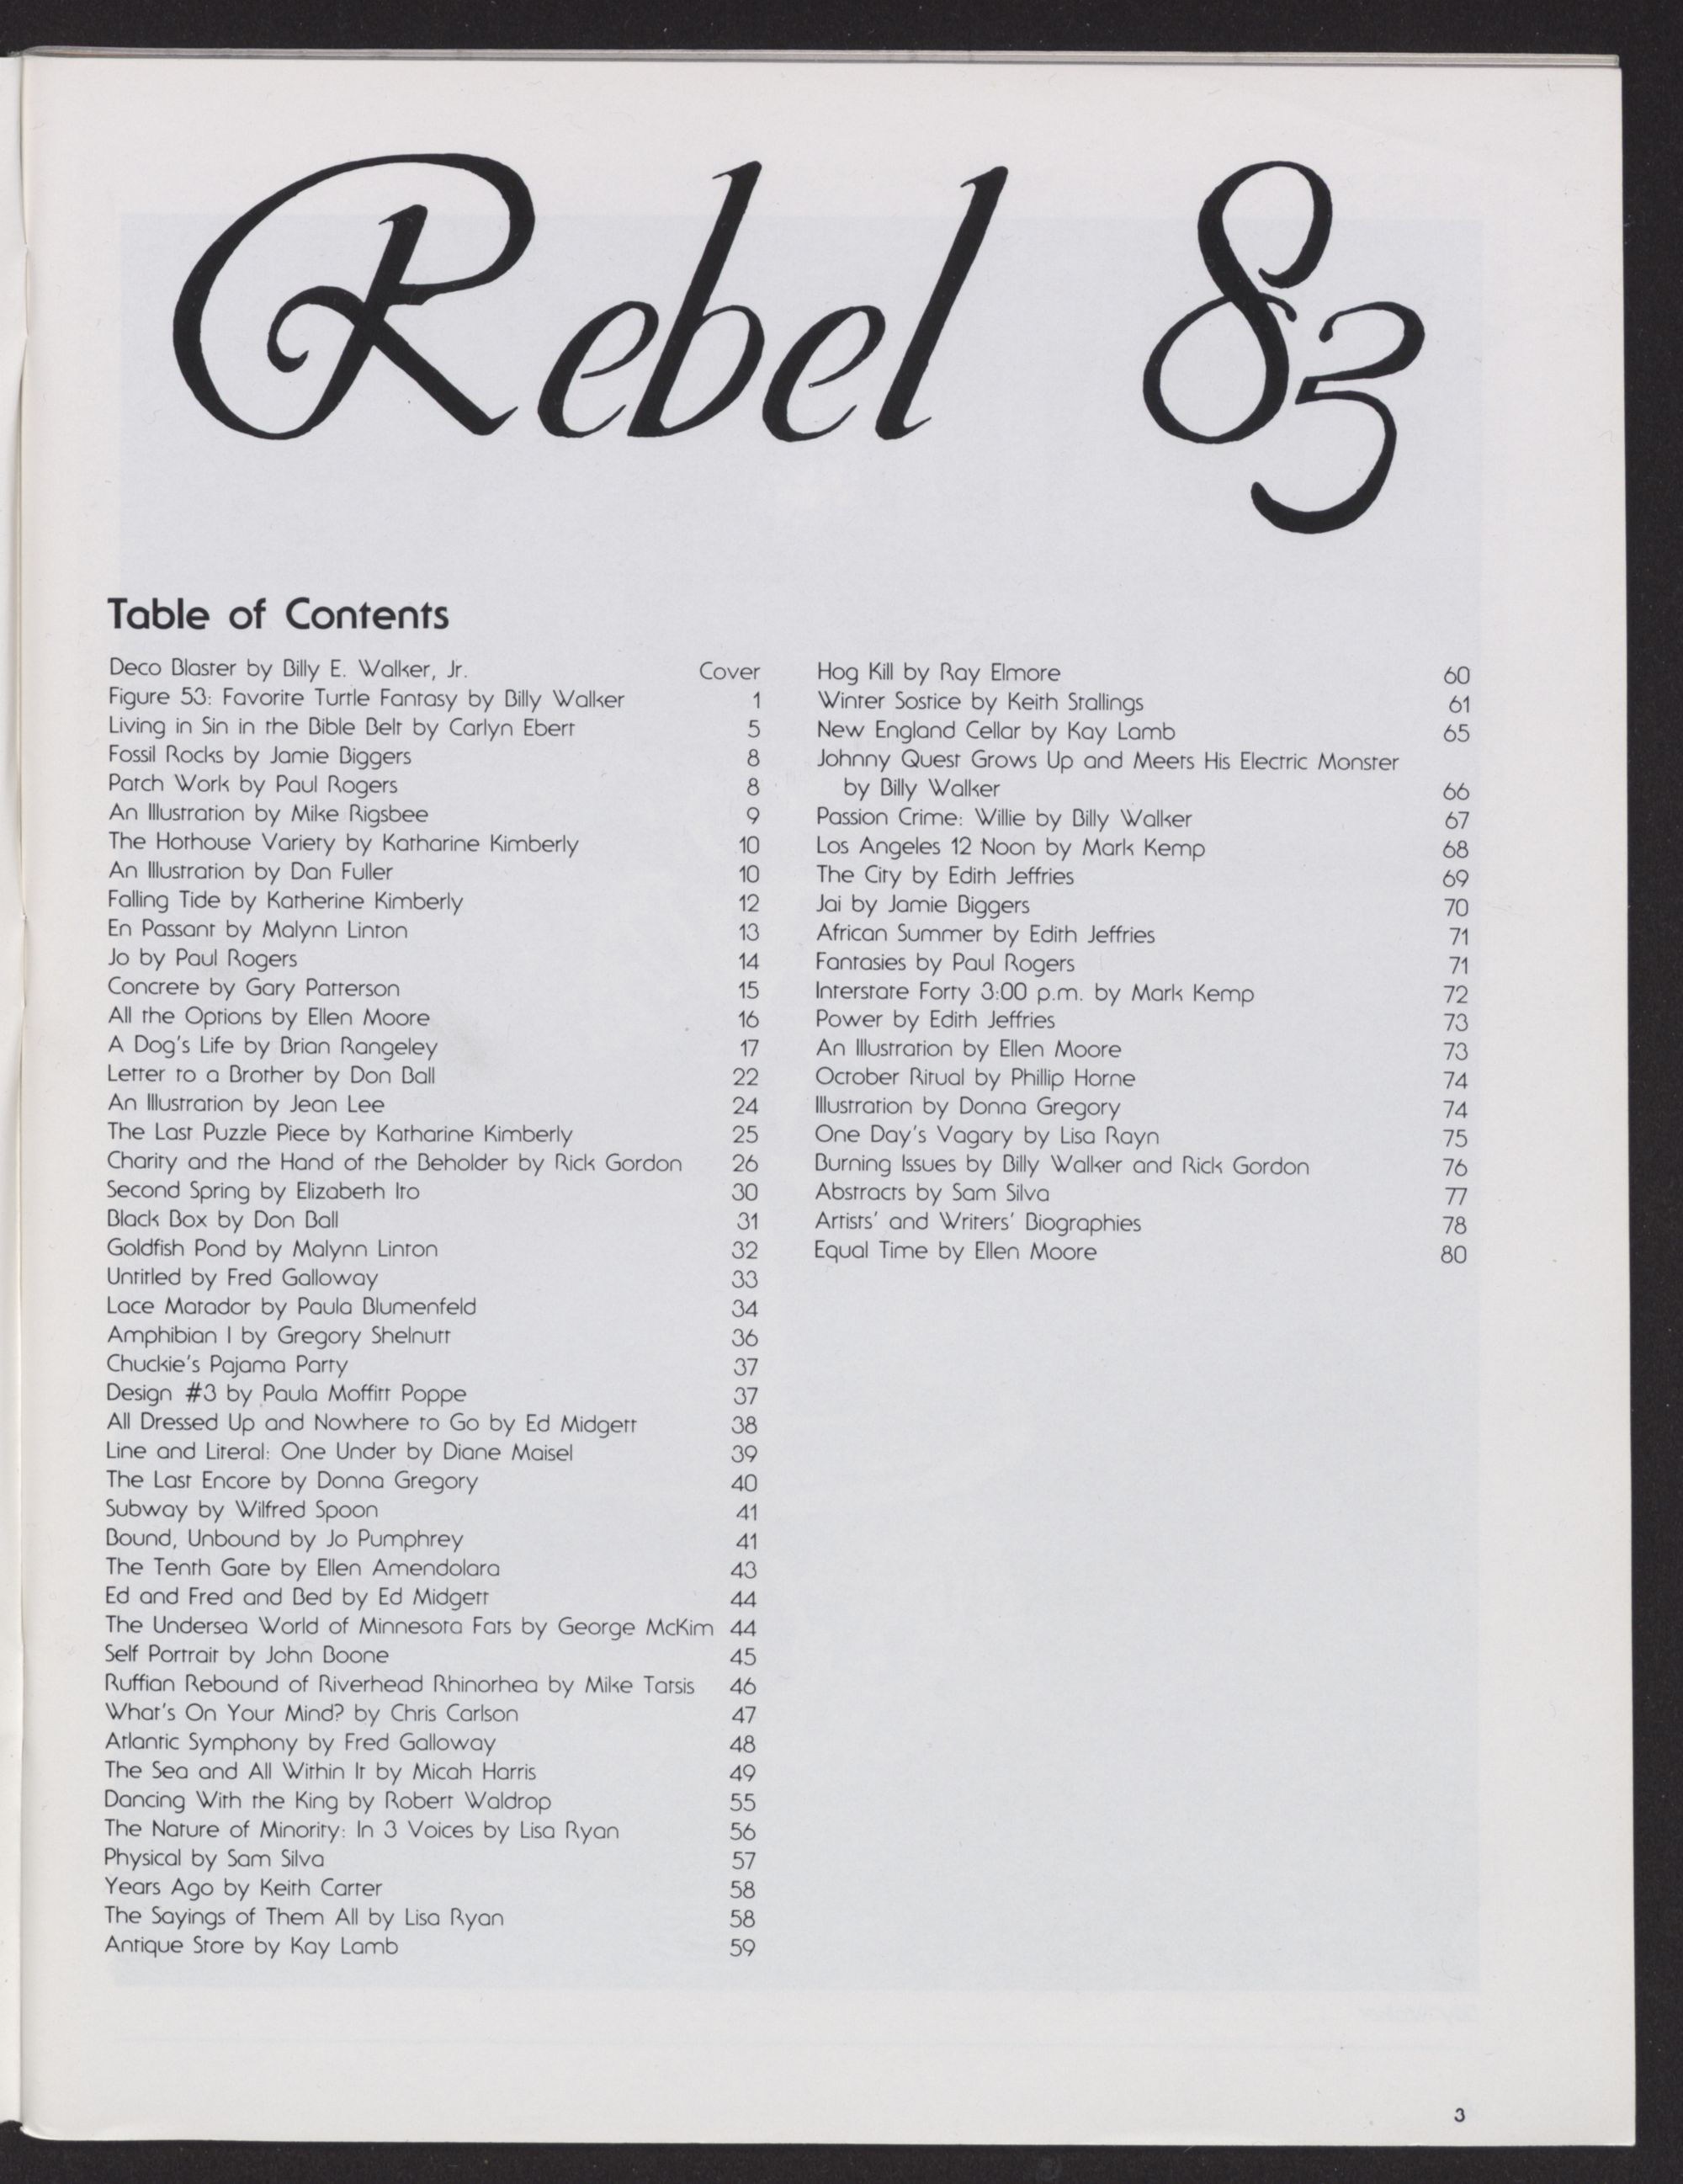 Rebel 83
Table of Contents
Deco Blaster by Billy E. Walker, Jr. Cover
Figure 53: Favorite Turtle Fantasy by Billy Walker 1
Living in Sin in the Bible Belt by Carlyn Ebert 5
Fossil Rocks by Jamie Biggers 8
Patch Work by Paul Rogers 8
An Illustration by Mike Rigsbee 9
The Hothouse Variety by Katharine Kimberly 10
An Illustration by Dan Fuller 10
Falling Tide by Katherine Kimberly 12
En Passant by Malynn Linton 13
Jo by Paul Rogers 14
Concrete by Gary Patterson 15
All the Options by Ellen Moore 16
A Dog's Life by Brian Rangeley 17
Letter to a Brother by Don Ball 22
An Illustration by Jean Lee 24
The Last Puzzle Piece by Katharine Kimberly 25
Charity and the Hand of the Beholder by Rick Gordon 26
Second Spring by Elizabeth Ito 30
Black Box by Don Ball 31
Goldfish Pond by Malynn Linton 32
Untitled by Fred Galloway 33
Lace Matador by Paula Blumenfeld 34
Amphibian I by Gregory Shelnutt 36
Chuckie's Pajama Party 37
Design #3 by Paula Moffitt Poppe 37
All Dressed Up and Nowhere to Go by Ed Midgett 38
Line and Literal: One Under by Diane Maisel 39
The Last Encore by Donna Gregory 40
Subway by Wilfred Spoon 41
Bound, Unbound by Jo Pumphrey 41
The Tenth Gate by Ellen Amendolara 43
Ed and Fred and Bed by Ed Midgett 44
The Undersea World of Minnesota Fats by George McKim 44
Self Portrait by John Boone 45
Ruffian Rebound of Riverhead Rhinorhea by Mike Tatsis 46
What's On Your Mind? by Chris Carlson 47
Atlantic Symphony by Fred Galloway 48
The Sea and All Within It by Micah Harris 49
Dancing With the King by Robert Waldrop 55
The Nature of Minority: In 3 Voices by Lisa Ryan 56
Physical by Sam Silva 57
Years Ago by Keith Carter 58
The Sayings of Them All by Lisa Ryan 58
Antique Store by Kay Lamb 59
Hog Kill by Ray Elmore 60
Winter Sostice by Keith Stallings 61
New England Cellar by Kay Lamb 65
Johnny Quest Grows Up and Meets His Electric Monster
by Billy Walker 66
Passion Crime: Willie by Billy Walker 67
Los Angeles 12 Noon by Mark Kemp 68
The City by Edith Jeffries 69
Jai by Jamie Biggers 70
African Summer by Edith Jeffries 71
Fantasies by Paul Rogers 71
Interstate Forty 3:00 p.m. by Mark Kemp 72
Power by Edith Jeffries 73
An Illustration by Ellen Moore 73
October Ritual by Phillip Horne 74
Illustration by Donna Gregory 74
One Day's Vagary by Lisa Rayn 75
Burning Issues by Billy Walker and Rick Gordon 76
Abstracts by Sam Silva 77
Artists' and Writers' Biographies 78
Equal Time by Ellen Moore 80
3